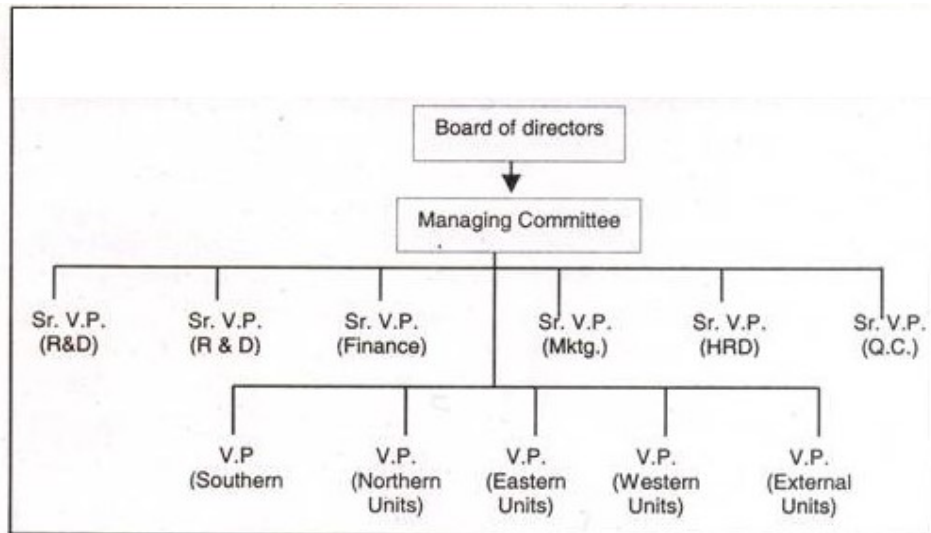 Board of directors
Managing Committee
Sr. V.P.
(R&D)
Sr. V.P.
(R & D)
Sr. V.P.
(Finance)
Sr. V.P.
(Mktg.)
Sr. V.P.
(HRD)
Sr. V.P.
(Q.C.)
V.P
(Southern
V.P.
(Northern
Units)
V.P.
(Eastern
Units)
V.P.
(Western
Units)
V.P.
(External
Units)